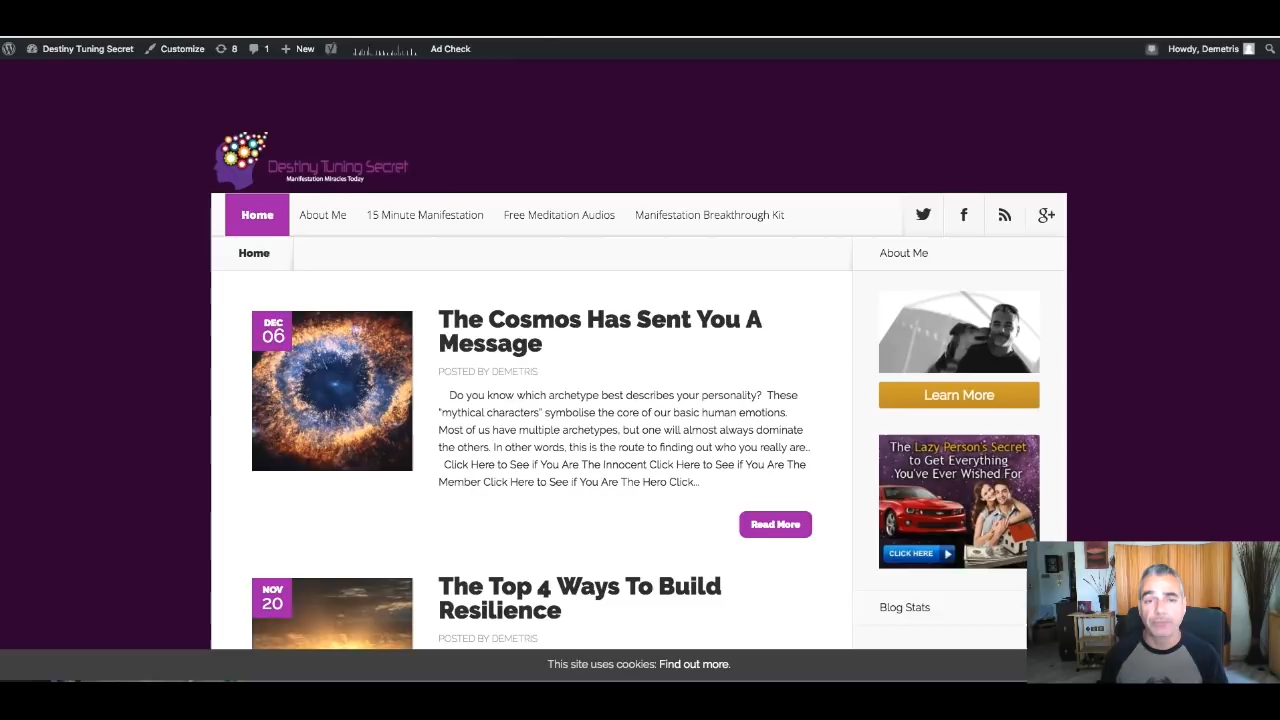 Destiny Tuning Secret Customize 8 1 New Ad Check Howdy, Demetris
Destiny Tuning Secret
Manifestation Miracles Today
Home About Me 15 Minute Manifestation Free Meditation Audios Manifestation Breakthrough Kit
Home
DEC
06
The Cosmos Has Sent You A
Message
POSTED BY DEMETRIS
Do you know which archetype best describes your personality? These
"mythical characters" symbolise the core of our basic human emotions.
Most of us have multiple archetypes, but one will almost always dominate
the others. In other words, this is the route to finding out who you really are…
Click Here to See if You Are The Innocent Click Here to See if You Are The
Member Click Here to See if You Are The Hero Click...
Read More
NOV
20
The Top 4 Ways To Build
Resilience
POSTED BY DEMETRIS
About Me
Learn More
The Lazy Person's Secret
to Get Everything
You've Ever Wished For
CLICK HERE
Blog Stats
This site uses cookies: Find out more.